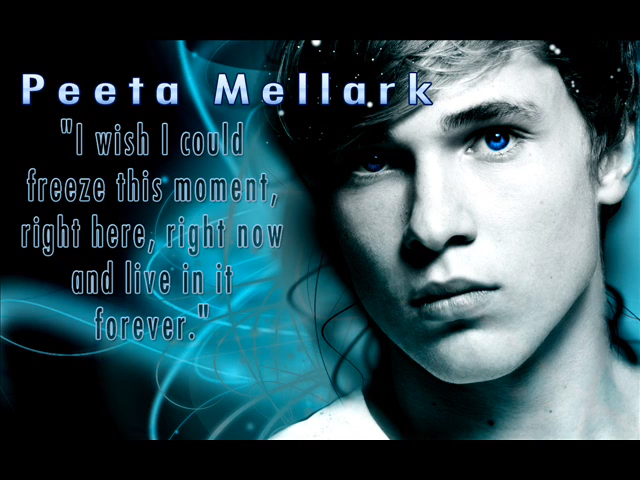 Peeta Mellark
"I wish I could
freeze this moment,
right here, right now
and live in it
forever."